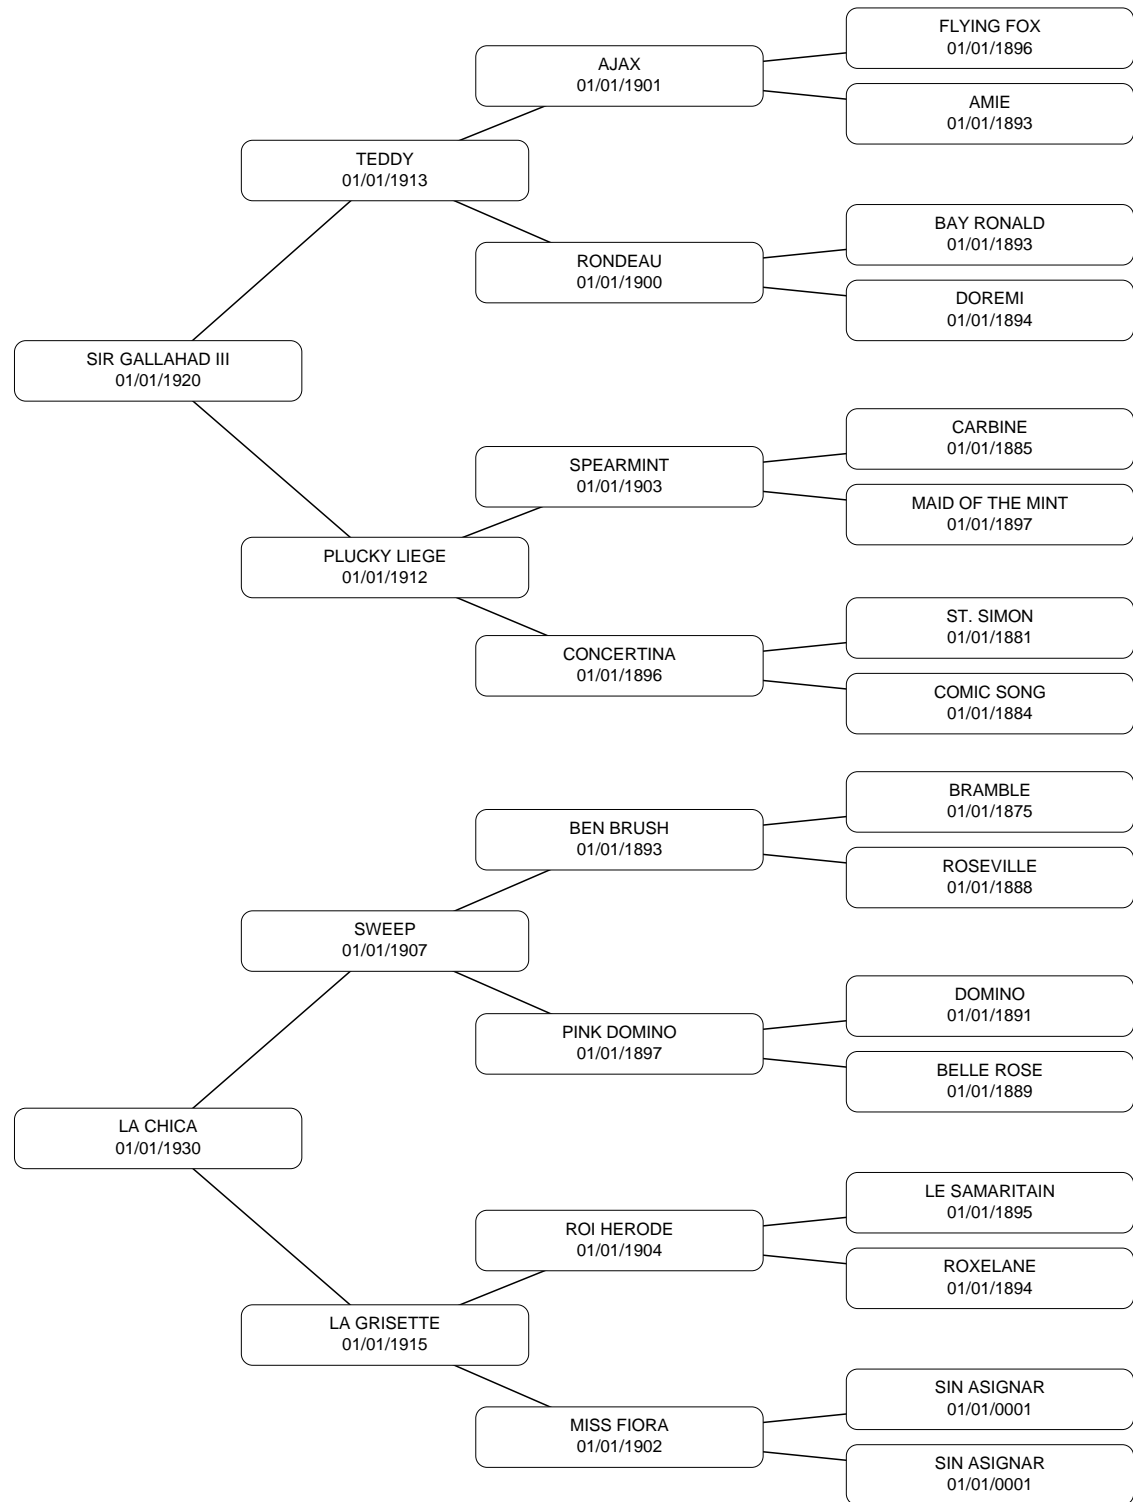 FLYING FOX
01/01/1896
AJAX
01/01/1901
AMIE
01/01/1893
TEDDY
01/01/1913
BAY RONALD
01/01/1893
RONDEAU
01/01/1900
DOREMI
01/01/1894
SIR GALLAHAD III
01/01/1920
CARBINE
01/01/1885
SPEARMINT
01/01/1903
MAID OF THE MINT
01/01/1897
PLUCKY LIEGE
01/01/1912
ST. SIMON
01/01/1881
CONCERTINA
01/01/1896
COMIC SONG
01/01/1884
BRAMBLE
01/01/1875
BEN BRUSH
01/01/1893
ROSEVILLE
01/01/1888
SWEEP
01/01/1907
DOMINO
01/01/1891
PINK DOMINO
01/01/1897
BELLE ROSE
01/01/1889
LA CHICA
01/01/1930
LE SAMARITAIN
01/01/1895
ROI HERODE
01/01/1904
ROXELANE
01/01/1894
LA GRISETTE
01/01/1915
SIN ASIGNAR
01/01/0001
MISS FIORA
01/01/1902
SIN ASIGNAR
01/01/0001